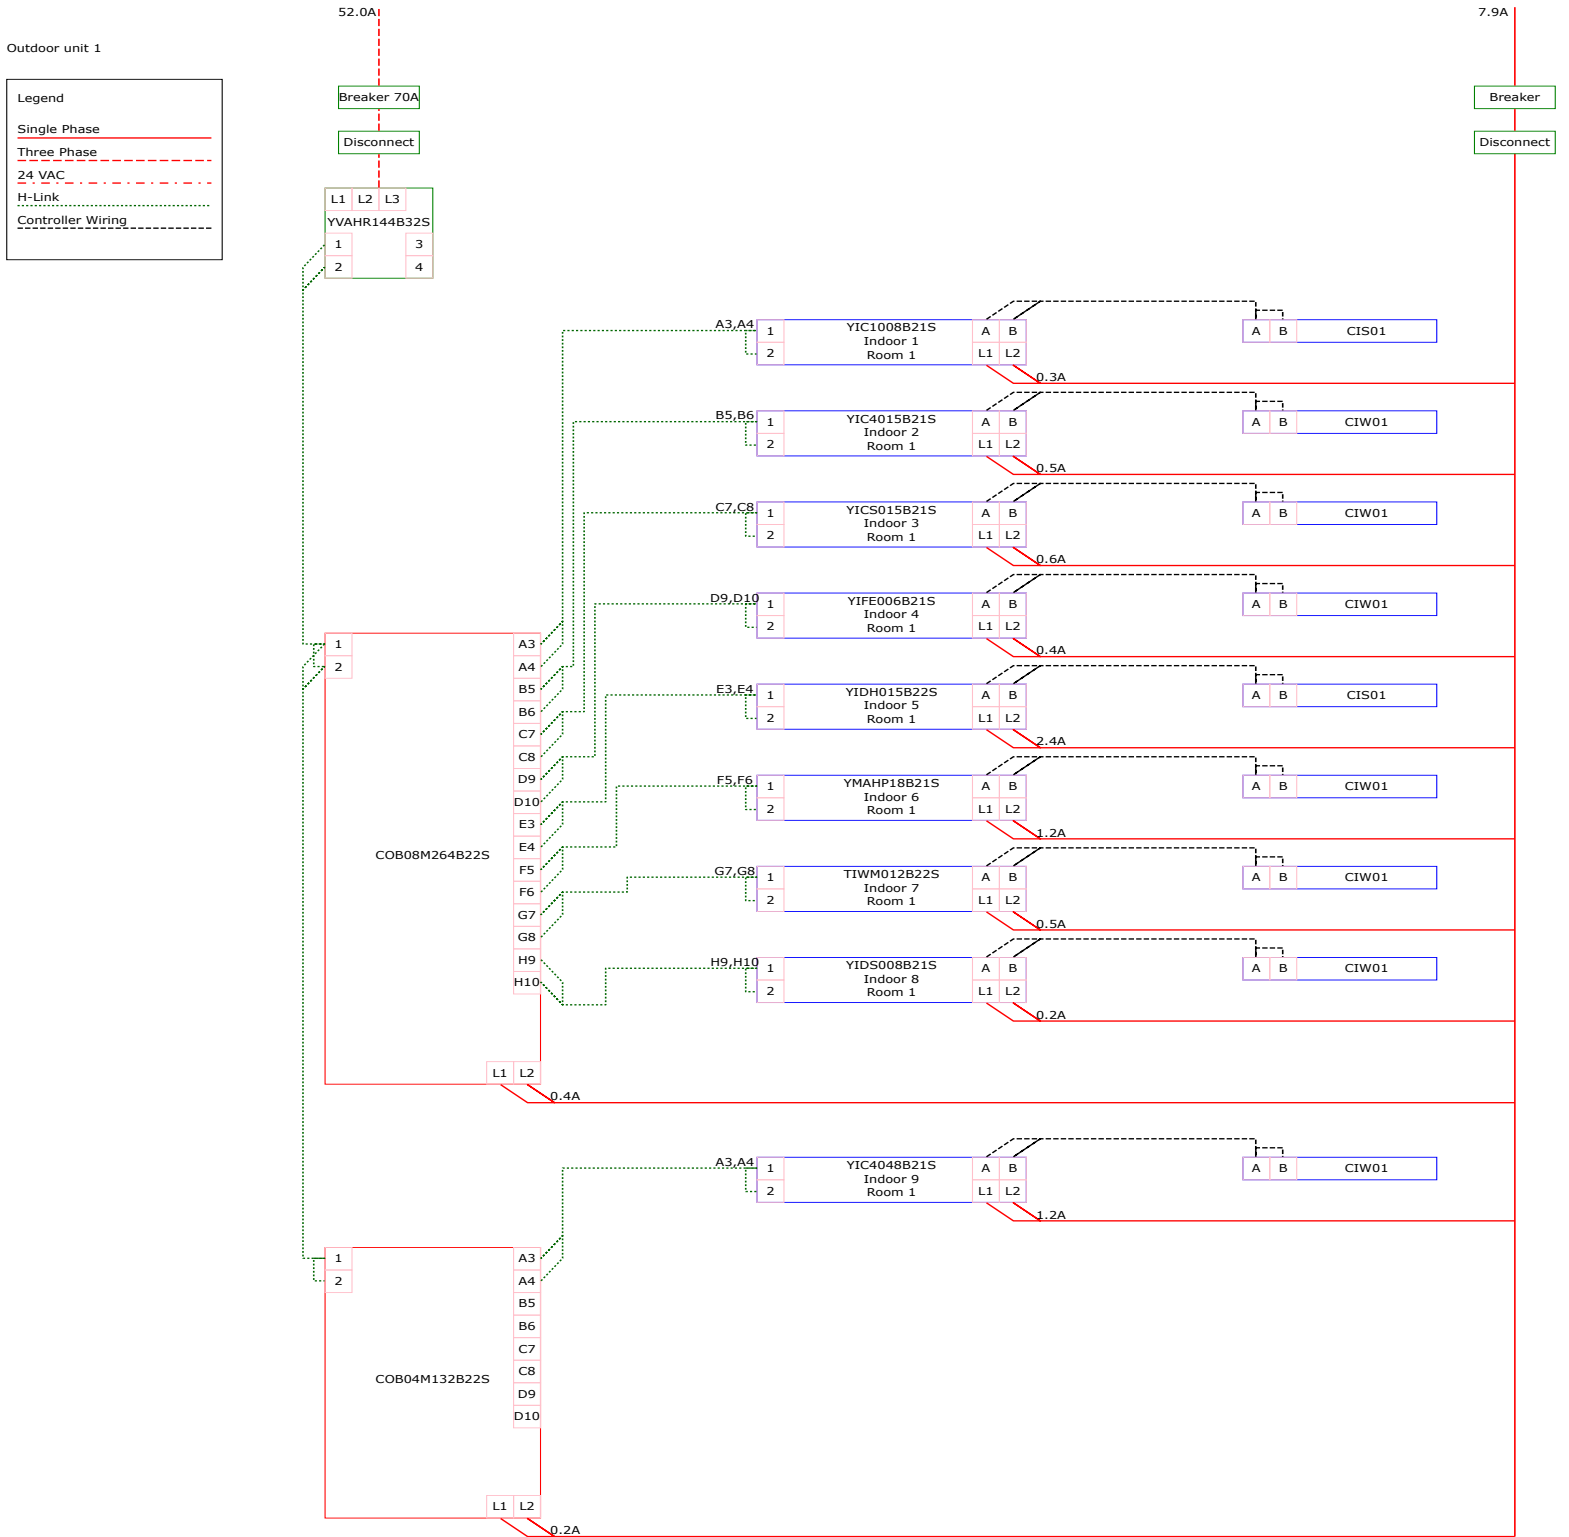 52.0A
7.9A
Outdoor unit 1
Legend
Single Phase
Three Phase
24 VAC
H-Link
Controller Wiring
Breaker 70A
Disconnect
Breaker
Disconnect
L1 L2 L3
YVAHR144B32S
1 3
2 4
A3,A4 1 YIC1008B21S A B A B CIS01
Indoor 1
2 Room 1 L1 L2
0.3A
B5,B6 1 YIC4015B21S A B A B CIW01
Indoor 2
2 Room 1 L1 L2
0.5A
C7,C8 1 YICS015B21S A B A B CIW01
Indoor 3
2 Room 1 L1 L2
0.6A
D9,D10 1 YIFE006B21S A B A B CIW01
Indoor 4
2 Room 1 L1 L2
0.4A
E3,E4 1 YIDH015B22S A B A B CIS01
Indoor 5
2 Room 1 L1 L2
2.4A
F5,F6 1 YMAHP18B21S A B A B CIW01
Indoor 6
2 Room 1 L1 L2
1.2A
G7,G8 1 TIWM012B22S A B A B CIW01
Indoor 7
2 Room 1 L1 L2
0.5A
H9,H10 1 YIDS008B21S A B A B CIW01
Indoor 8
2 Room 1 L1 L2
0.2A
1 A3
2 A4
B5
B6
C7
C8
D9
D10
E3
E4
COB08M264B22S
F5
F6
G7
G8
H9
H10
L1 L2
0.4A
A3,A4 1 YIC4048B21S A B A B CIW01
Indoor 9
2 Room 1 L1 L2
1.2A
1 A3
2 A4
B5
B6
C7
C8
COB04M132B22S
D9
D10
L1 L2
0.2A